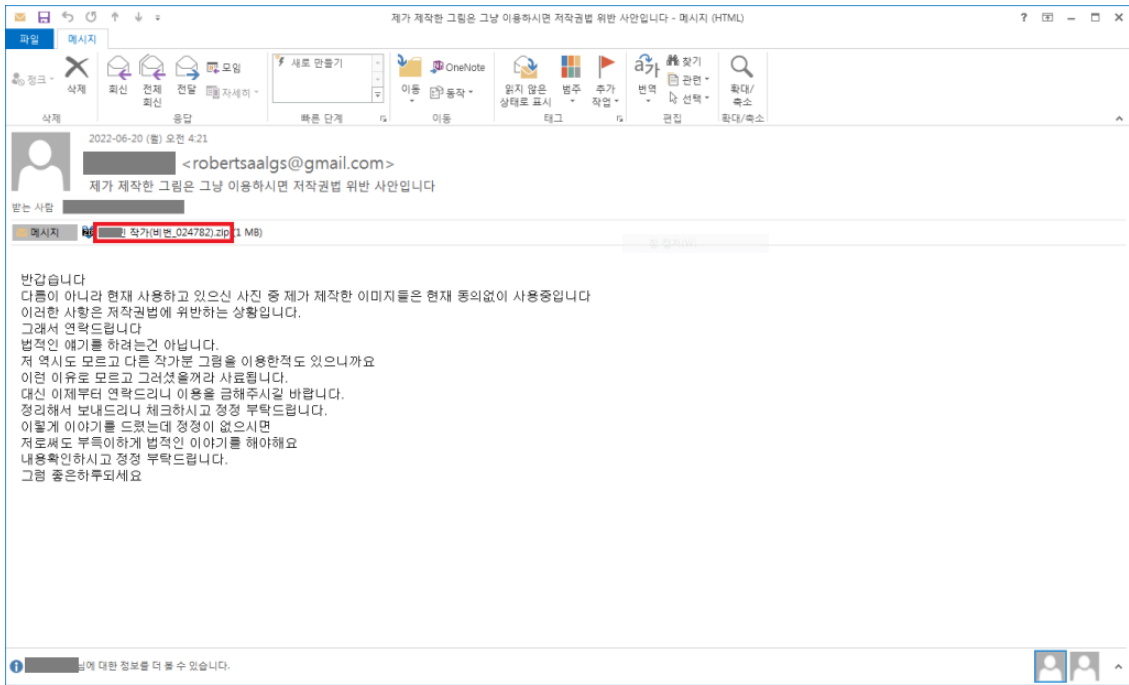 제가 제작한 그림은 그냥 이용하시면 저작권법 위반 사안입니다 - 메시지 (HTML)
파일 메시지
정크
삭제
회신
전체 회신
전달
모임
자세히
새로 만들기
이동
OneNote
동작
읽지 않은 상태로 표시
범주
추가 작업
번역
찾기
관련
선택
확대/축소
삭제 응답 빠른 단계 이동 태그 편집 확대/축소
2022-06-20 (월) 오전 4:21
<robertsaalgs@gmail.com>
제가 제작한 그림은 그냥 이용하시면 저작권법 위반 사안입니다
받는 사람
메시지 작가(비번_024782).zip (1 MB)
반갑습니다
다름이 아니라 현재 사용하고 있으신 사진 중 제가 제작한 이미지들은 현재 동의없이 사용중입니다
이러한 사항은 저작권법에 위반하는 상황입니다.
그래서 연락드립니다
법적인 얘기를 하려는건 아닙니다.
저 역시도 모르고 다른 작가분 그림을 이용한적도 있으니까요
이런 이유로 모르고 그러셨을꺼라 사료됩니다.
대신 이제부터 연락드리니 이용을 금해주시길 바랍니다.
정리해서 보내드리니 체크하시고 정정 부탁드립니다.
이렇게 이야기를 드렸는데 정정이 없으시면
저로써도 부득이하게 법적인 이야기를 해야해요
내용확인하시고 정정 부탁드립니다.
그럼 좋은하루되세요
님에 대한 정보를 더 볼 수 있습니다.